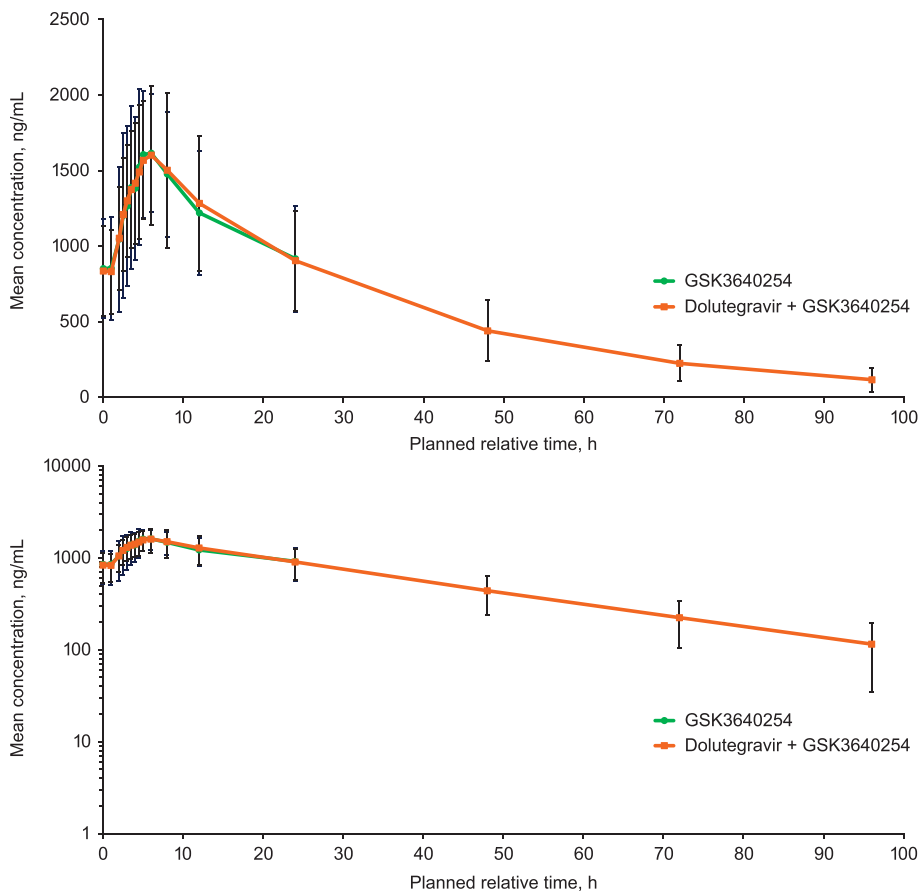 2500
2000
1500
1000
500
0
Mean concentration, ng/mL
GSK3640254
Dolutegravir + GSK3640254
0 10 20 30 40 50 60 70 80 90 100
Planned relative time, h
10000
1000
100
10
1
Mean concentration, ng/mL
GSK3640254
Dolutegravir + GSK3640254
0 10 20 30 40 50 60 70 80 90 100
Planned relative time, h